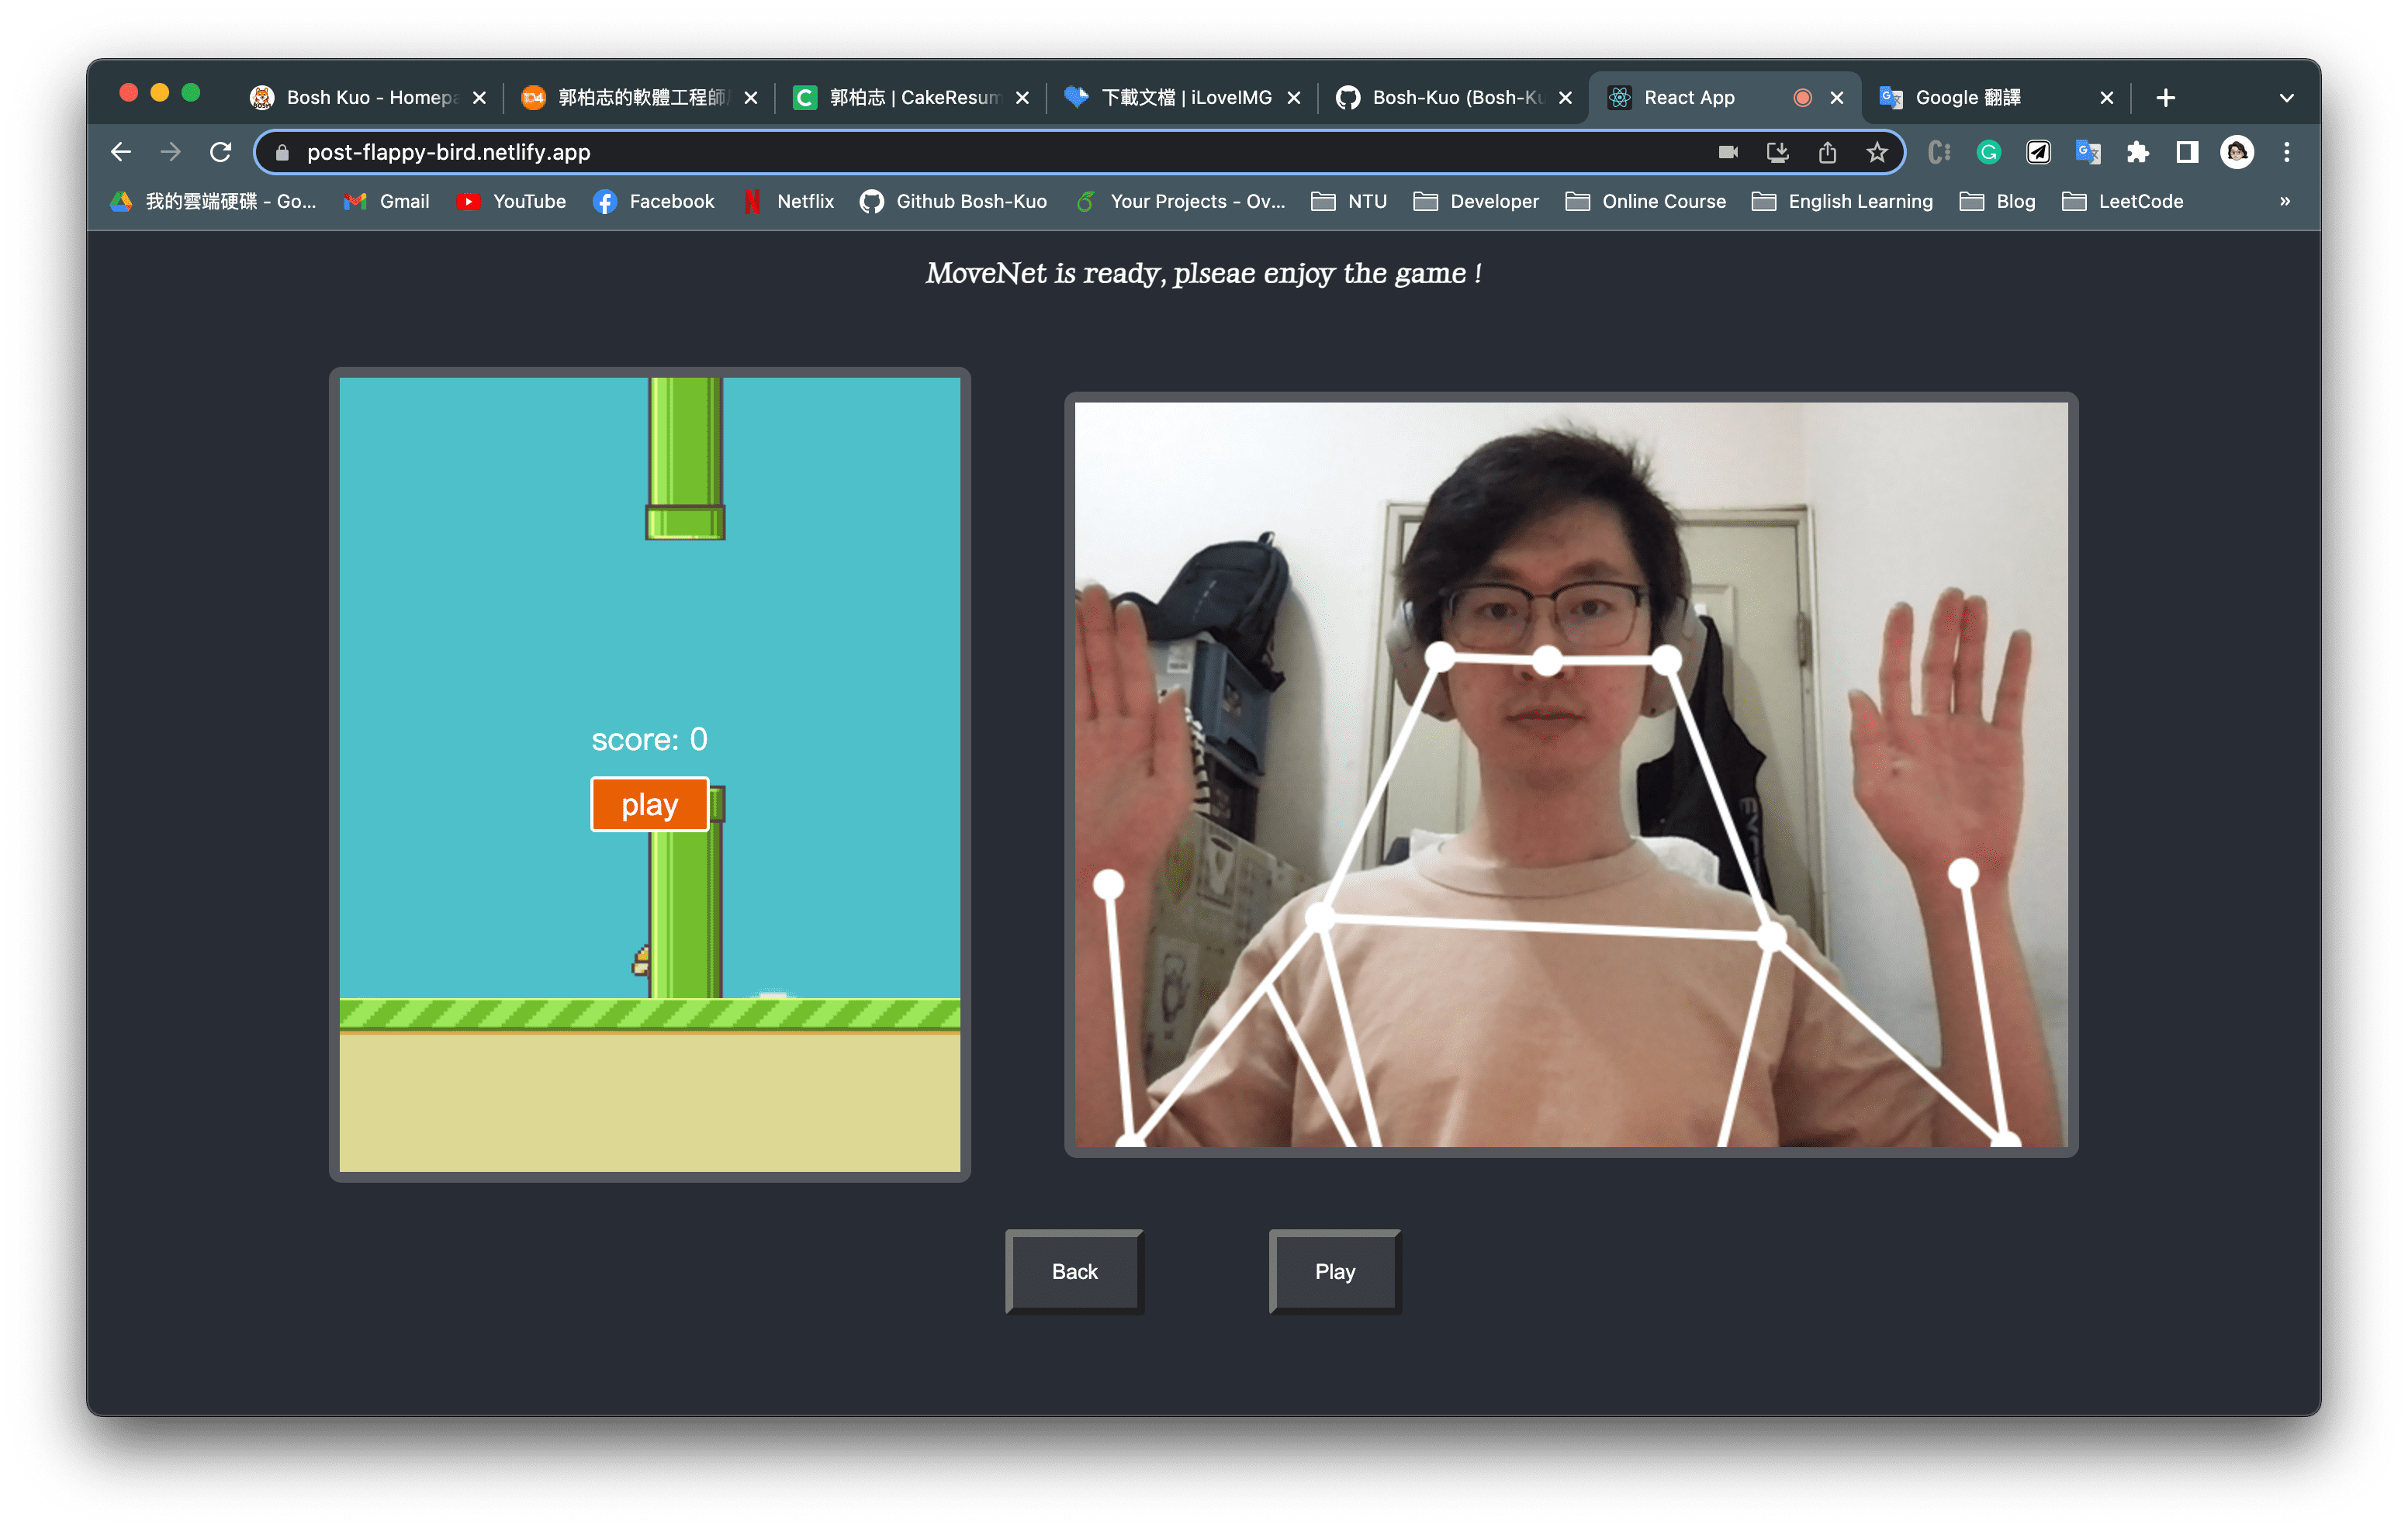 Bosh Kuo - Homepa
郭柏志的軟體工程師
郭柏志 | CakeResum
下載文檔 | iLoveIMG
Bosh-Kuo (Bosh-Ku
React App
Google 翻譯
post-flappy-bird.netlify.app
我的雲端硬碟 - Go...
Gmail
YouTube
Facebook
Netflix
Github Bosh-Kuo
Your Projects - Ov...
NTU
Developer
Online Course
English Learning
Blog
LeetCode
»
MoveNet is ready, plseae enjoy the game !
score: 0
play
Back
Play